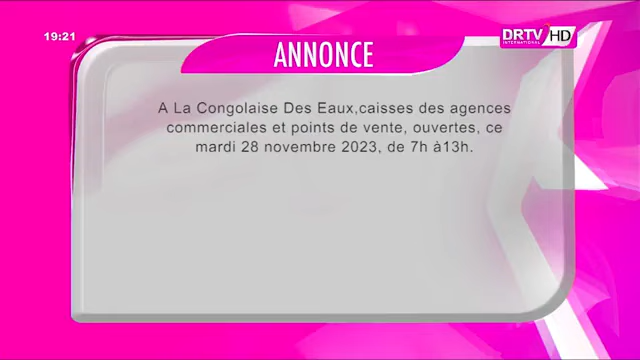 19:21
ANNONCE
DRTV HD
INTERNATIONAL
A La Congolaise Des Eaux,caisses des agences
commerciales et points de vente, ouvertes, ce
mardi 28 novembre 2023, de 7h à13h.